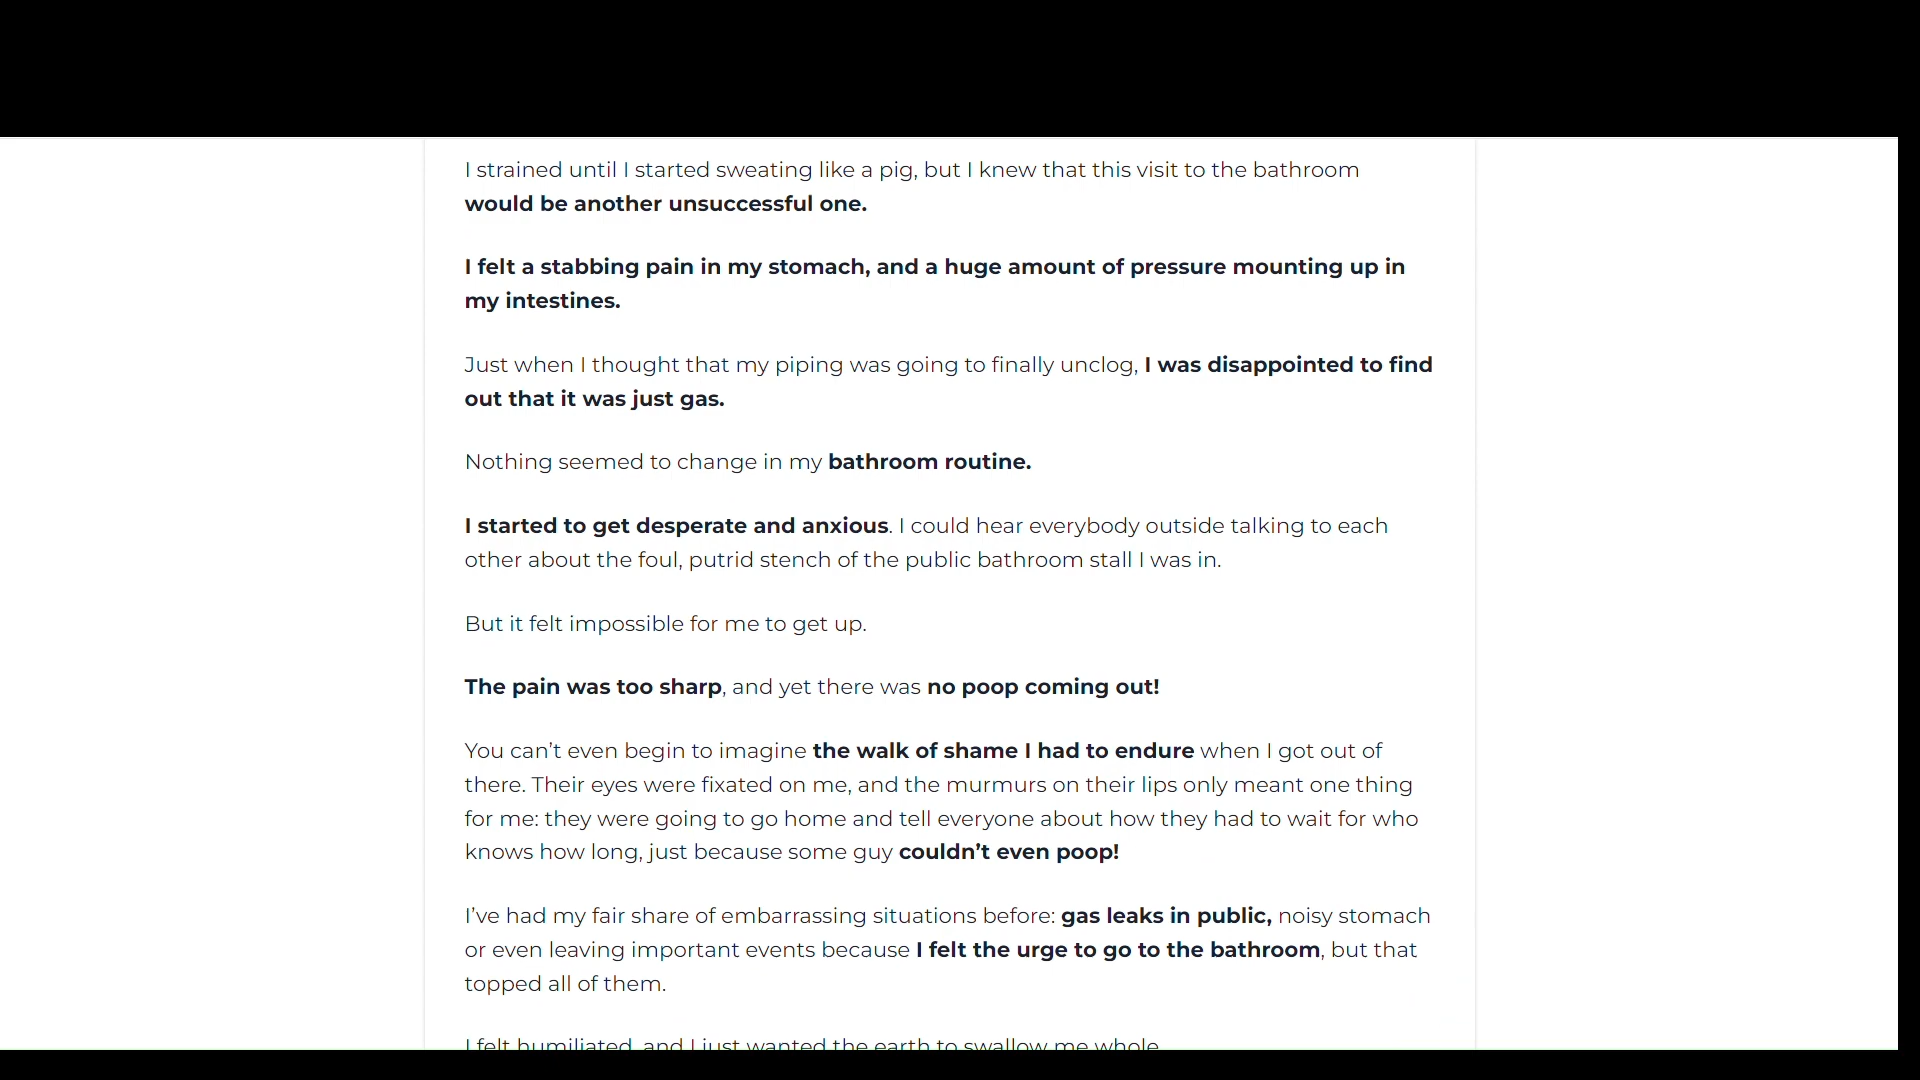 I strained until I started sweating like a pig, but I knew that this visit to the bathroom
would be another unsuccessful one.
I felt a stabbing pain in my stomach, and a huge amount of pressure mounting up in
my intestines.
Just when I thought that my piping was going to finally unclog, I was disappointed to find
out that it was just gas.
Nothing seemed to change in my bathroom routine.
I started to get desperate and anxious. I could hear everybody outside talking to each
other about the foul, putrid stench of the public bathroom stall I was in.
But it felt impossible for me to get up.
The pain was too sharp, and yet there was no poop coming out!
You can’t even begin to imagine the walk of shame I had to endure when I got out of
there. Their eyes were fixated on me, and the murmurs on their lips only meant one thing
for me: they were going to go home and tell everyone about how they had to wait for who
knows how long, just because some guy couldn’t even poop!
I’ve had my fair share of embarrassing situations before: gas leaks in public, noisy stomach
or even leaving important events because I felt the urge to go to the bathroom, but that
topped all of them.
I felt humiliated, and I just wanted the earth to swallow me whole.